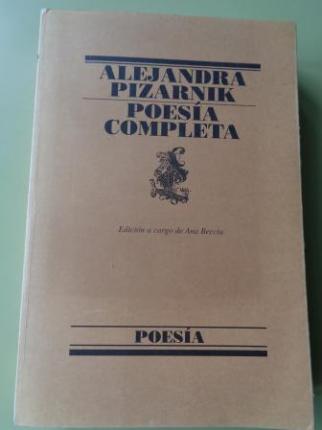 ALEJANDRA
PIZARNIK
POESÍA
COMPLETA
Edición a cargo de Ana Becciu
POESÍA